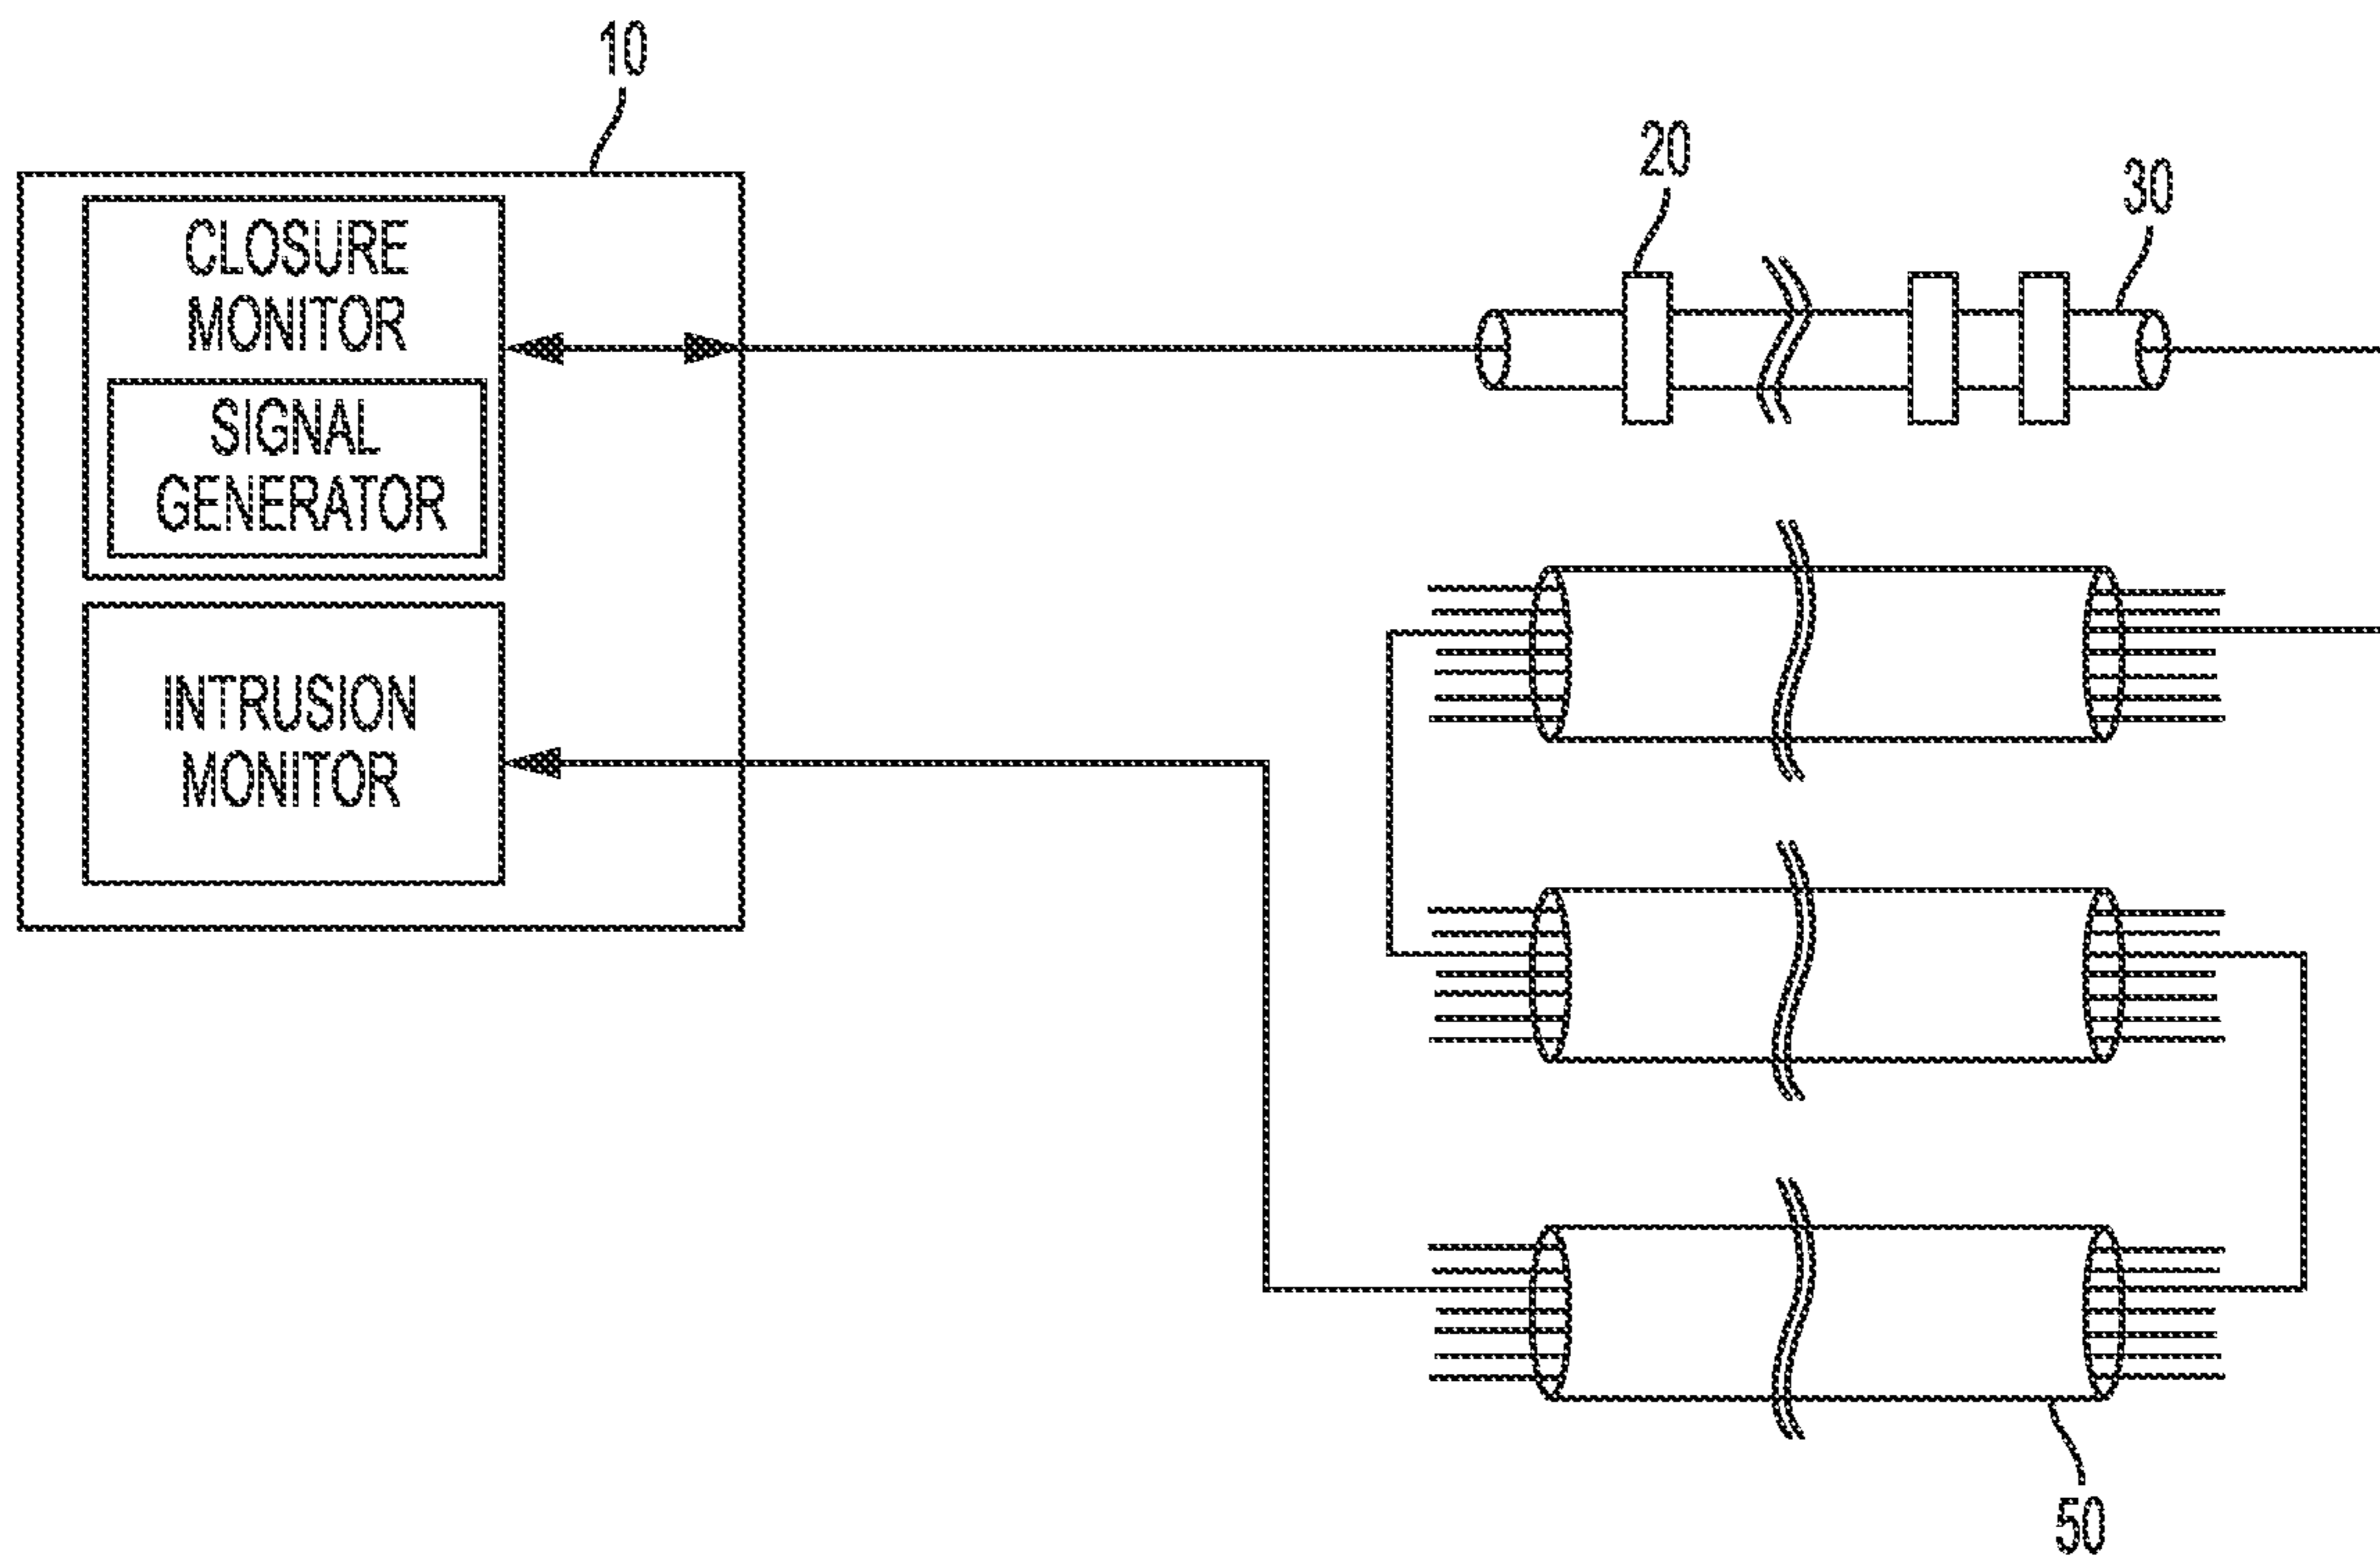 10
20
30
CLOSURE
MONITOR
SIGNAL
GENERATOR
INTRUSION
MONITOR
50